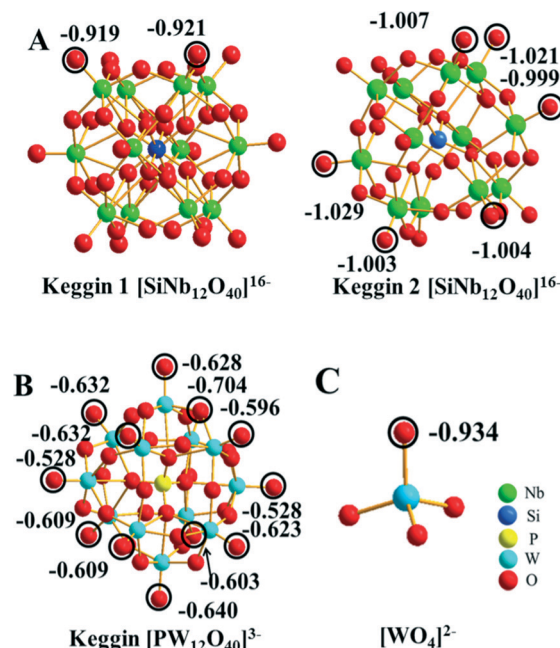 A
-0.919
-0.921
Keggin 1 [SiNb₁₂O₄₀]¹⁶⁻
-1.007
-1.021
-0.999
-1.029
-1.003
-1.004
Keggin 2 [SiNb₁₂O₄₀]¹⁶⁻
B
-0.628
-0.632
-0.704
-0.596
-0.632
-0.528
-0.528
-0.609
-0.623
-0.609
-0.603
-0.640
Keggin [PW₁₂O₄₀]³⁻
C
-0.934
Nb
Si
P
W
O
[WO₄]²⁻